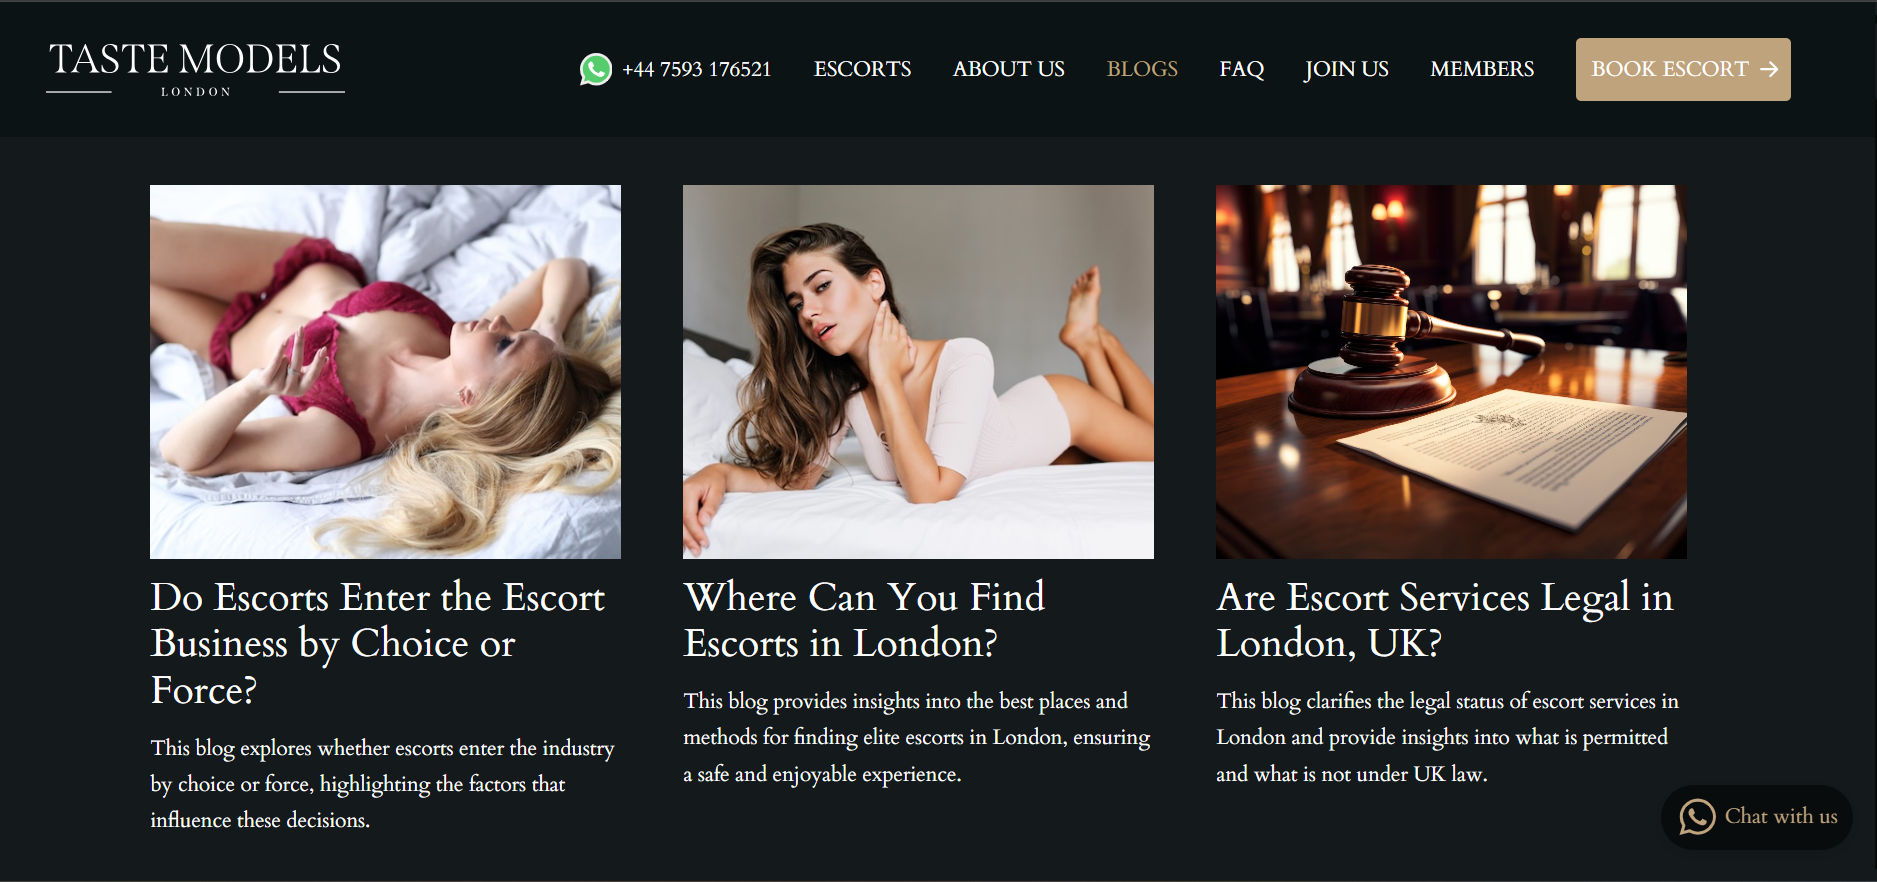 TASTE MODELS
LONDON
+44 7593 176521
ESCORTS
ABOUT US
BLOGS
FAQ
JOIN US
MEMBERS
BOOK ESCORT →
Do Escorts Enter the Escort
Business by Choice or
Force?
This blog explores whether escorts enter the industry
by choice or force, highlighting the factors that
influence these decisions.
Where Can You Find
Escorts in London?
This blog provides insights into the best places and
methods for finding elite escorts in London, ensuring
a safe and enjoyable experience.
Are Escort Services Legal in
London, UK?
This blog clarifies the legal status of escort services in
London and provide insights into what is permitted
and what is not under UK law.
Chat with us